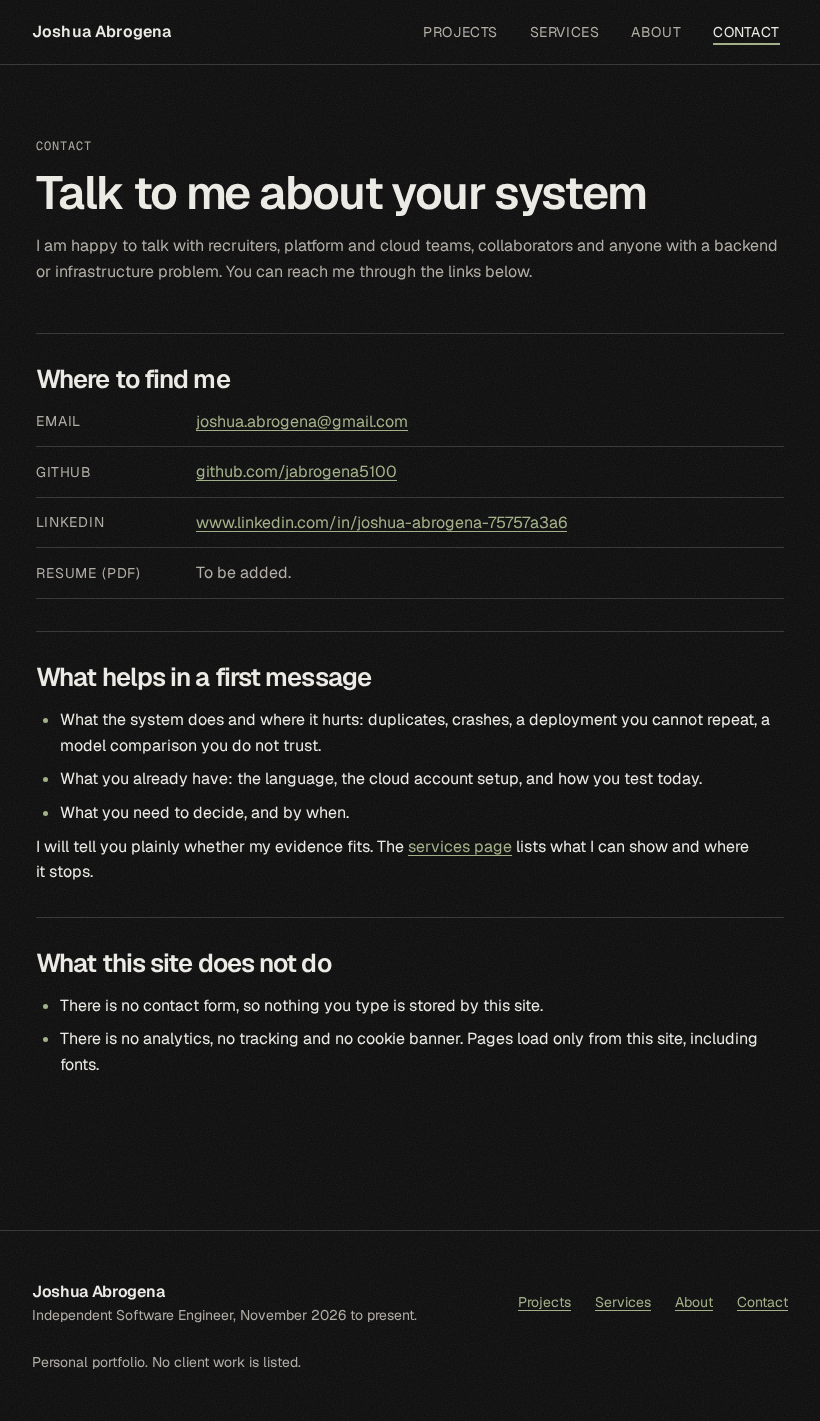 Joshua Abrogena
PROJECTS SERVICES ABOUT CONTACT
CONTACT
Talk to me about your system
I am happy to talk with recruiters, platform and cloud teams, collaborators and anyone with a backend
or infrastructure problem. You can reach me through the links below.
Where to find me
EMAIL joshua.abrogena@gmail.com
GITHUB github.com/jabrogena5100
LINKEDIN www.linkedin.com/in/joshua-abrogena-75757a3a6
RESUME (PDF) To be added.
What helps in a first message
• What the system does and where it hurts: duplicates, crashes, a deployment you cannot repeat, a
model comparison you do not trust.
• What you already have: the language, the cloud account setup, and how you test today.
• What you need to decide, and by when.
I will tell you plainly whether my evidence fits. The services page lists what I can show and where
it stops.
What this site does not do
• There is no contact form, so nothing you type is stored by this site.
• There is no analytics, no tracking and no cookie banner. Pages load only from this site, including
fonts.
Joshua Abrogena
Independent Software Engineer, November 2026 to present.
Projects Services About Contact
Personal portfolio. No client work is listed.